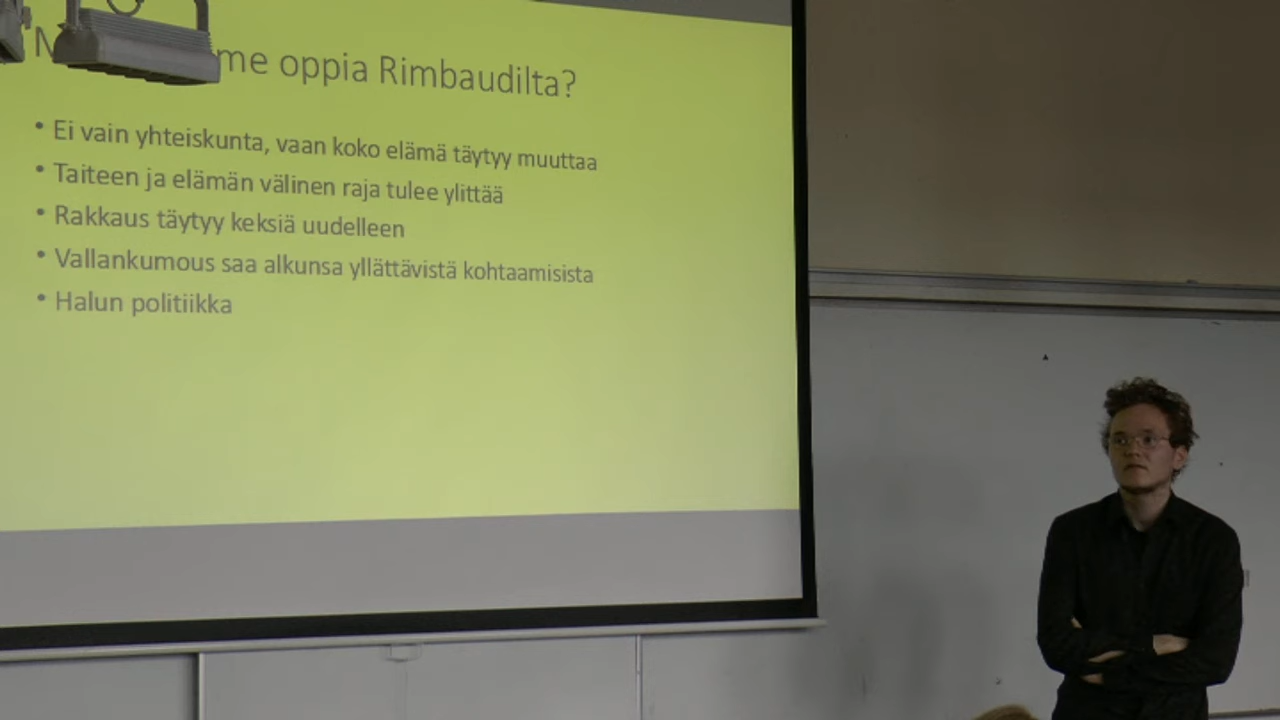 me oppia Rimbaudilta?
• Ei vain yhteiskunta, vaan koko elämä täytyy muuttaa
• Taiteen ja elämän välinen raja tulee ylittää
• Rakkaus täytyy keksiä uudelleen
• Vallankumous saa alkunsa yllättävistä kohtaamisista
• Halun politiikka